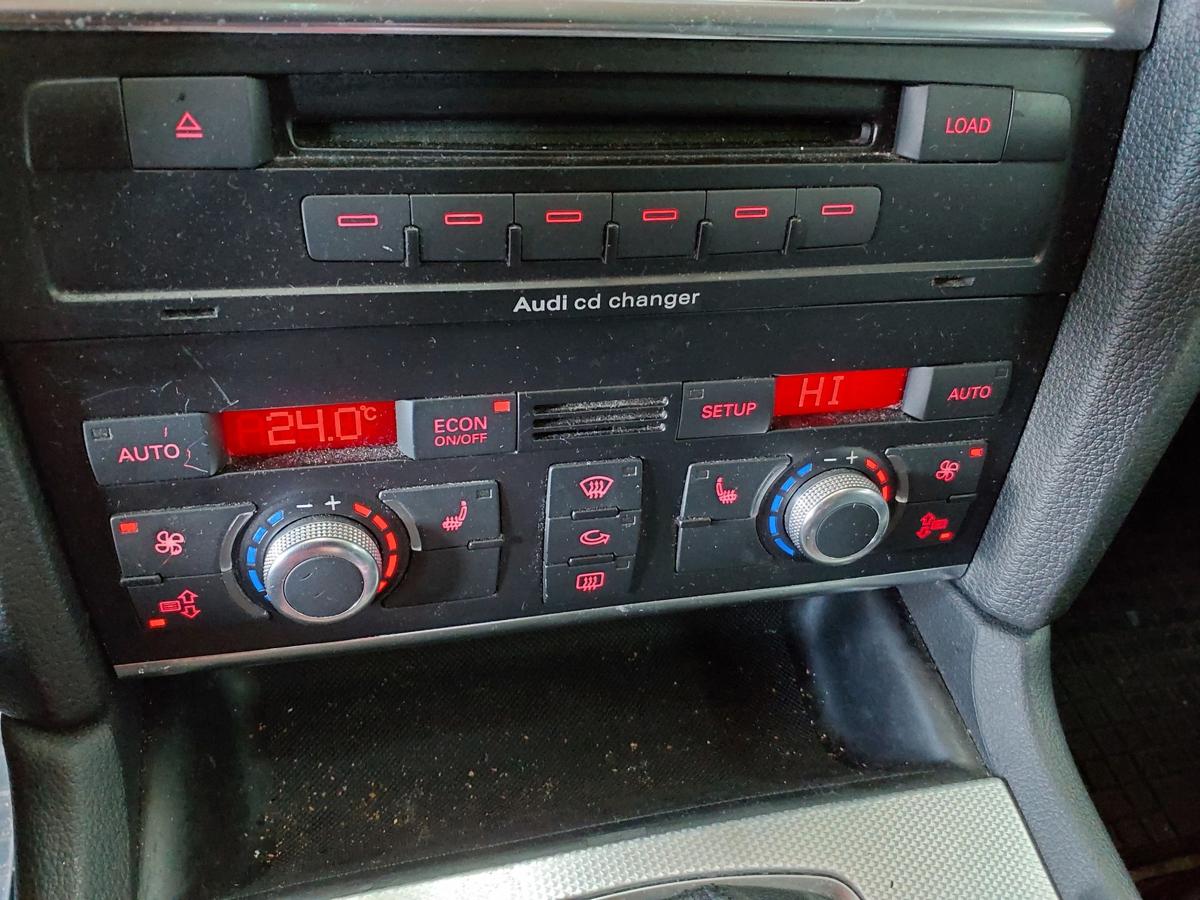 LOAD
Audi cd changer
AUTO
24.0°C
ECON
ON/OFF
SETUP
HI
AUTO
− +
− +